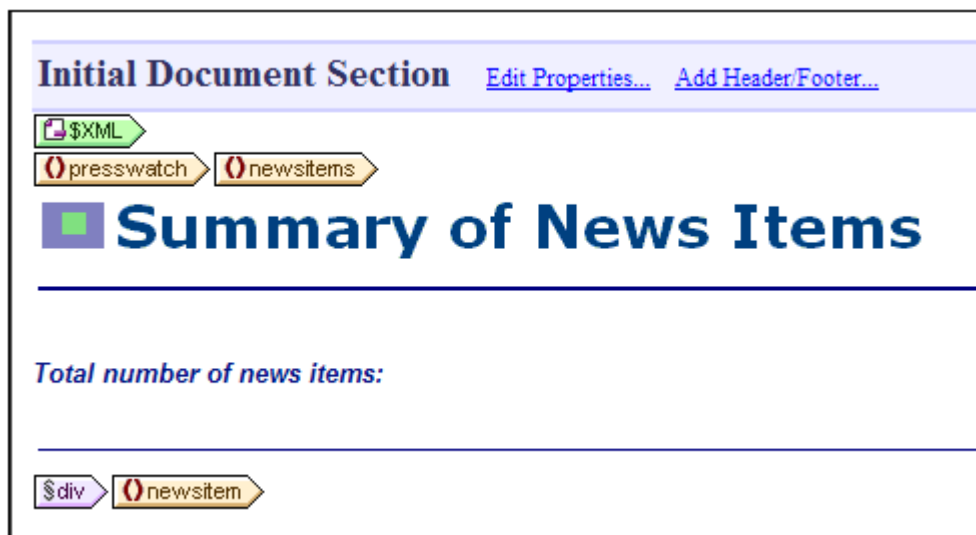 Initial Document Section Edit Properties... Add Header/Footer...
$XML
()presswatch ()newsitems
Summary of News Items
Total number of news items:
§div ()newsitem